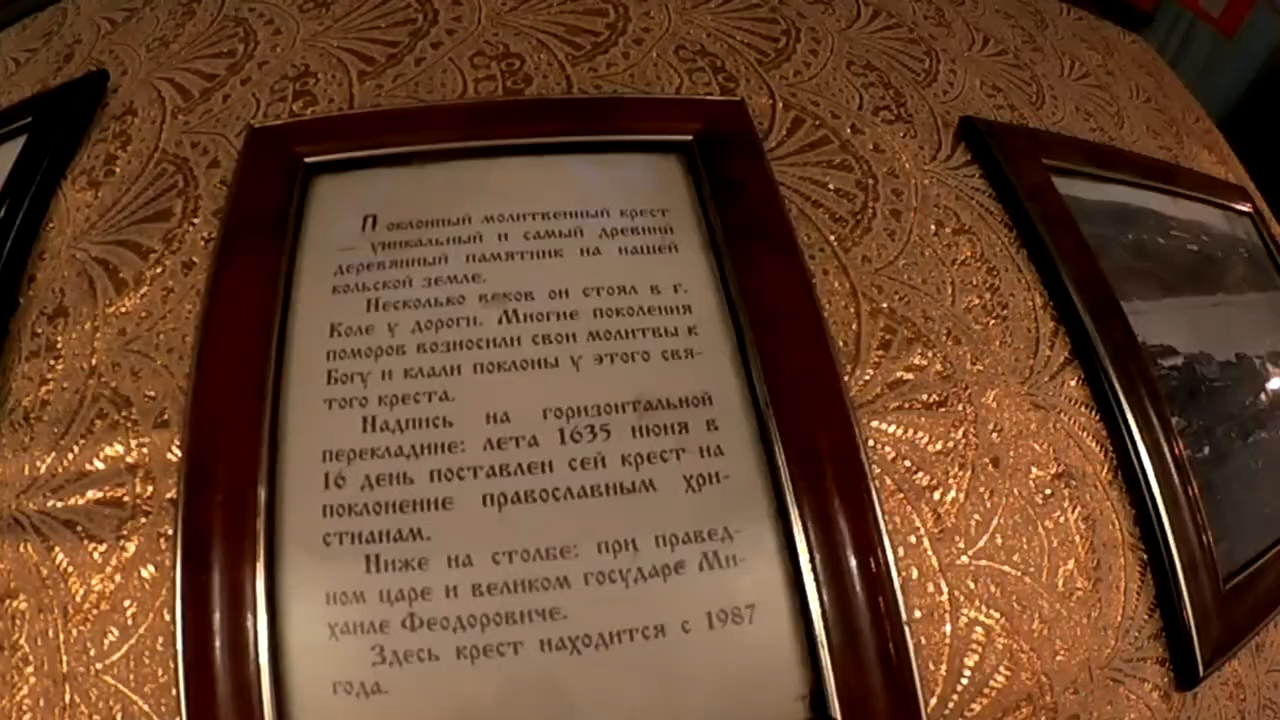 Поклонный молитвенный крест
— уникальный и самый древний
деревянный памятник на нашей
кольской земле.
Несколько веков он стоял в г.
Коле у дороги. Многие поколения
поморов возносили свои молитвы к
Богу и клали поклоны у этого свя-
того креста.
Надпись на горизонтальной
перекладине: лета 1635 июня в
16 день поставлен сей крест на
поклонение православным хри-
стианам.
Ниже на столбе: при правед-
ном царе и великом государе Ми-
хаиле Феодоровиче.
Здесь крест находится с 1987
года.